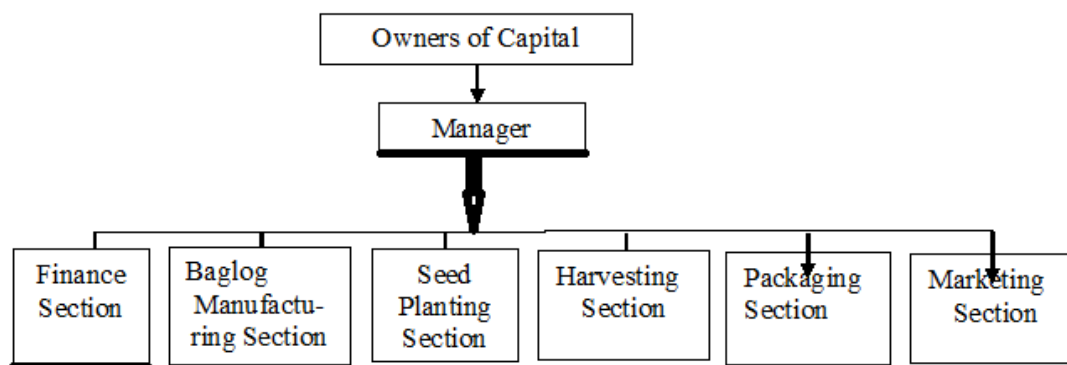 Owners of Capital
Manager
Finance
Section
Baglog
Manufactu-
ring Section
Seed
Planting
Section
Harvesting
Section
Packaging
Section
Marketing
Section